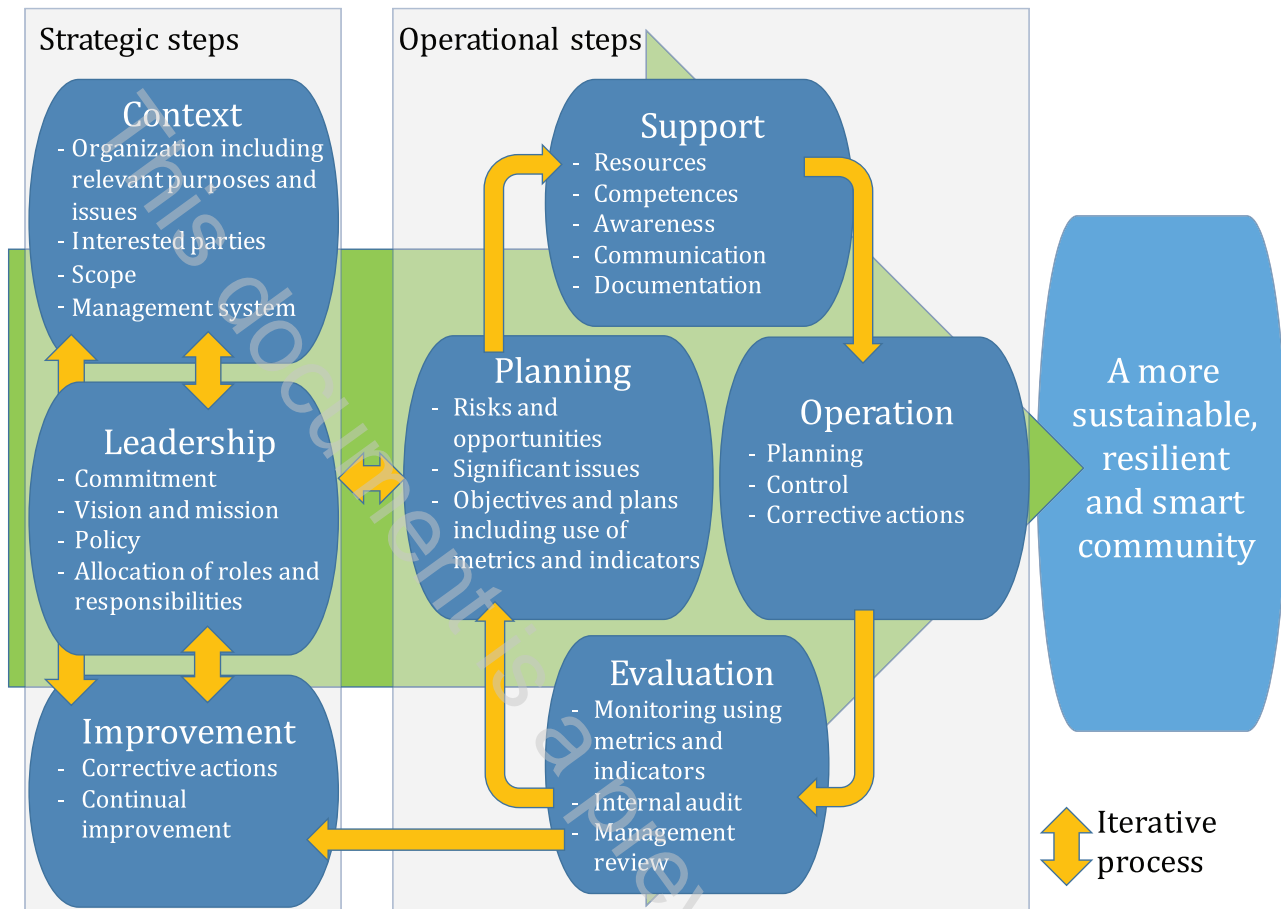 Strategic steps
Context
- Organization including
relevant purposes and
issues
- Interested parties
- Scope
- Management system
Leadership
- Commitment
- Vision and mission
- Policy
- Allocation of roles and
responsibilities
Improvement
- Corrective actions
- Continual
improvement
Operational steps
Support
- Resources
- Competences
- Awareness
- Communication
- Documentation
Planning
- Risks and
opportunities
- Significant issues
- Objectives and plans
including use of
metrics and indicators
Operation
- Planning
- Control
- Corrective actions
Evaluation
- Monitoring using
metrics and
indicators
- Internal audit
- Management
review
A more
sustainable,
resilient
and smart
community
Iterative
process
This document is a